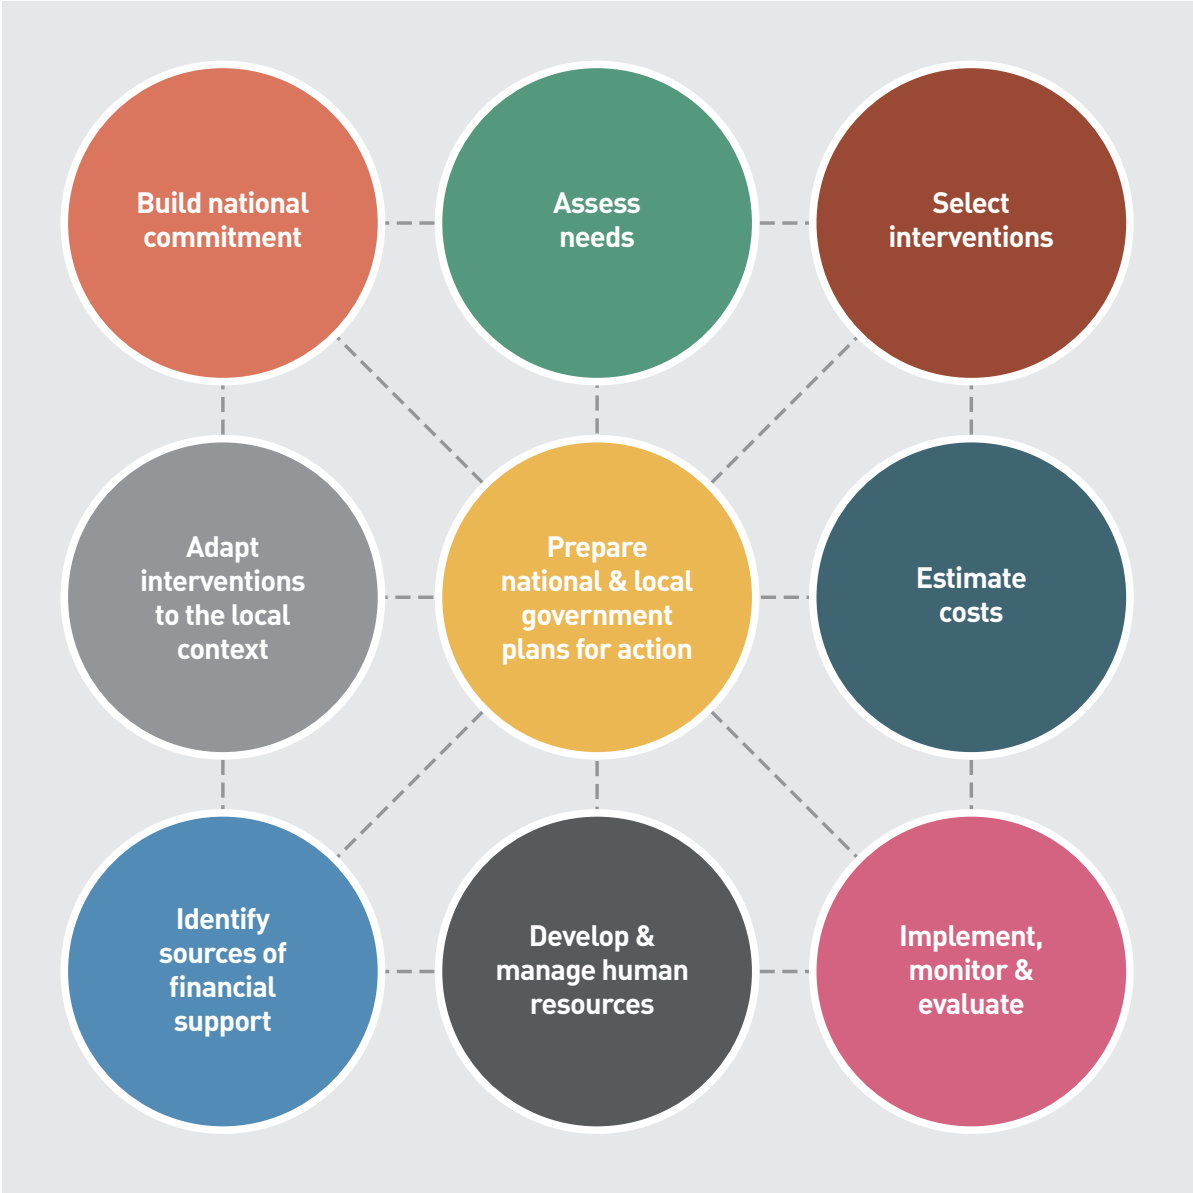 Build national
commitment
Assess
needs
Select
interventions
Adapt
interventions
to the local
context
Prepare
national & local
government
plans for action
Estimate
costs
Identify
sources of
financial
support
Develop &
manage human
resources
Implement,
monitor &
evaluate